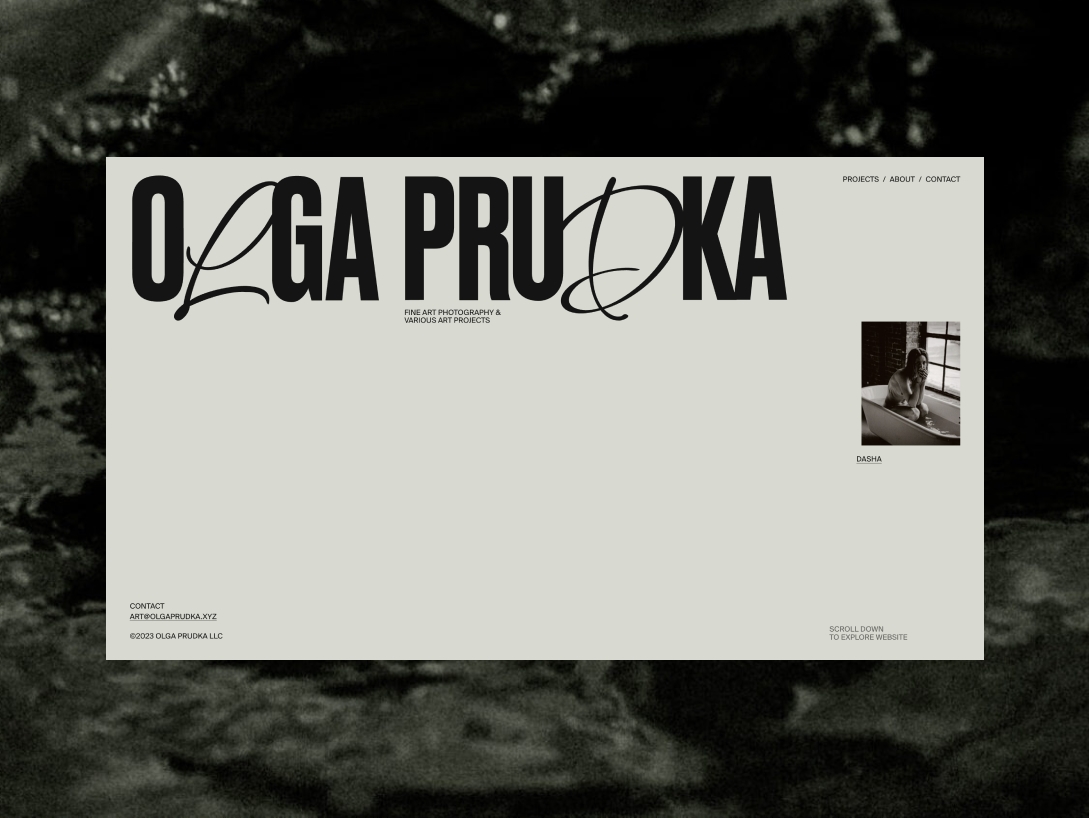 OLGA PRUDKA
PROJECTS / ABOUT / CONTACT
FINE ART PHOTOGRAPHY &
VARIOUS ART PROJECTS
DASHA
CONTACT
ART@OLGAPRUDKA.XYZ
©2023 OLGA PRUDKA LLC
SCROLL DOWN
TO EXPLORE WEBSITE